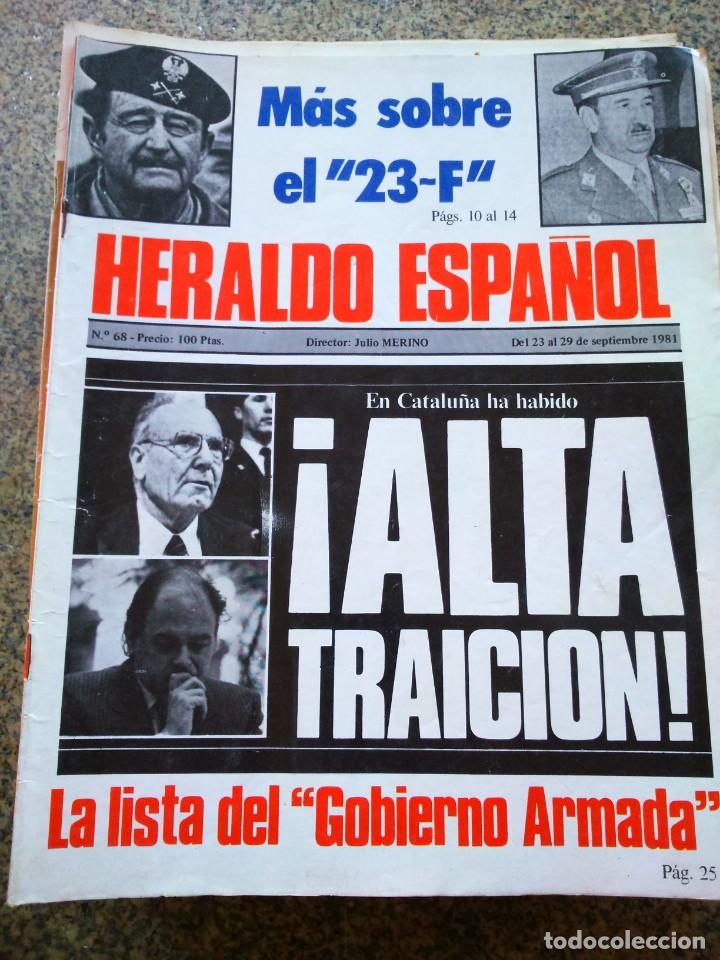 Más sobre
el "23-F"
Págs. 10 al 14
HERALDO ESPAÑOL
N.º 68 - Precio: 100 Ptas. Director: Julio MERINO Del 23 al 29 de septiembre 1981
En Cataluña ha habido
¡ALTA
TRAICION!
La lista del “Gobierno Armada”
Pág. 25
todocoleccion
todocoleccion.net